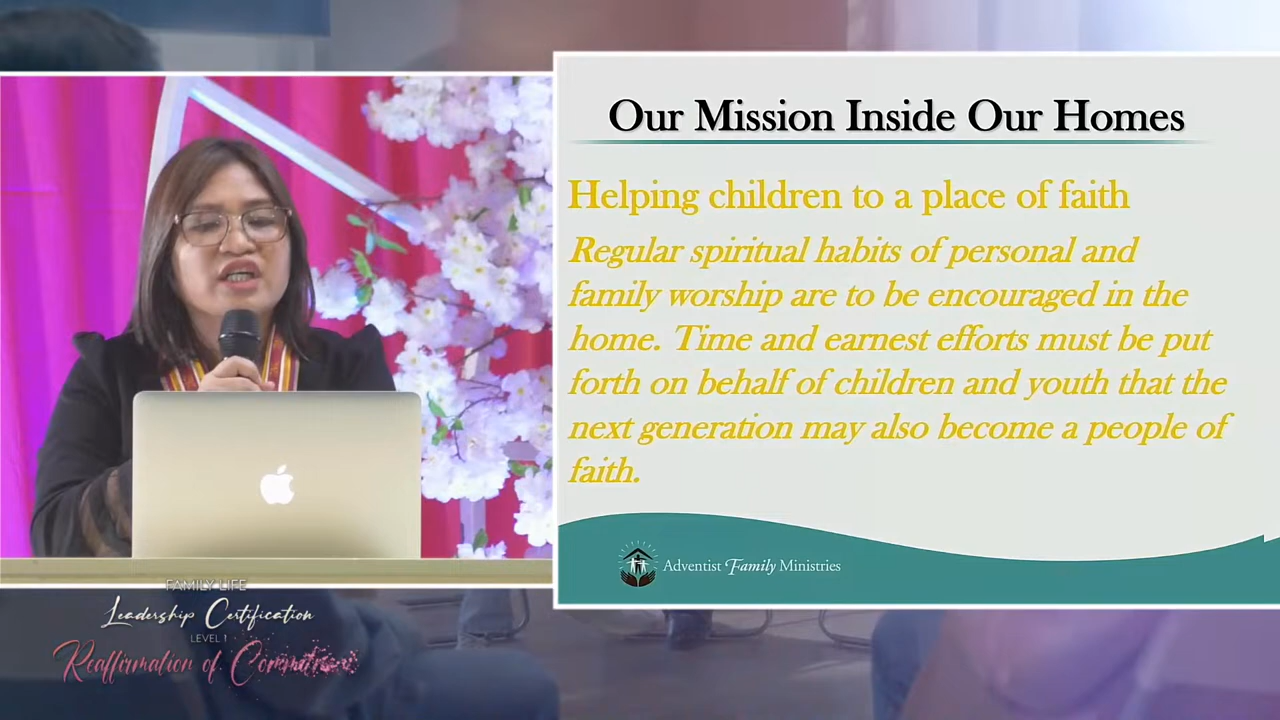 Our Mission Inside Our Homes
Helping children to a place of faith
Regular spiritual habits of personal and
family worship are to be encouraged in the
home. Time and earnest efforts must be put
forth on behalf of children and youth that the
next generation may also become a people of
faith.
Adventist Family Ministries
FAMILY LIFE
Leadership Certification
LEVEL 1
Reaffirmation of Commitment